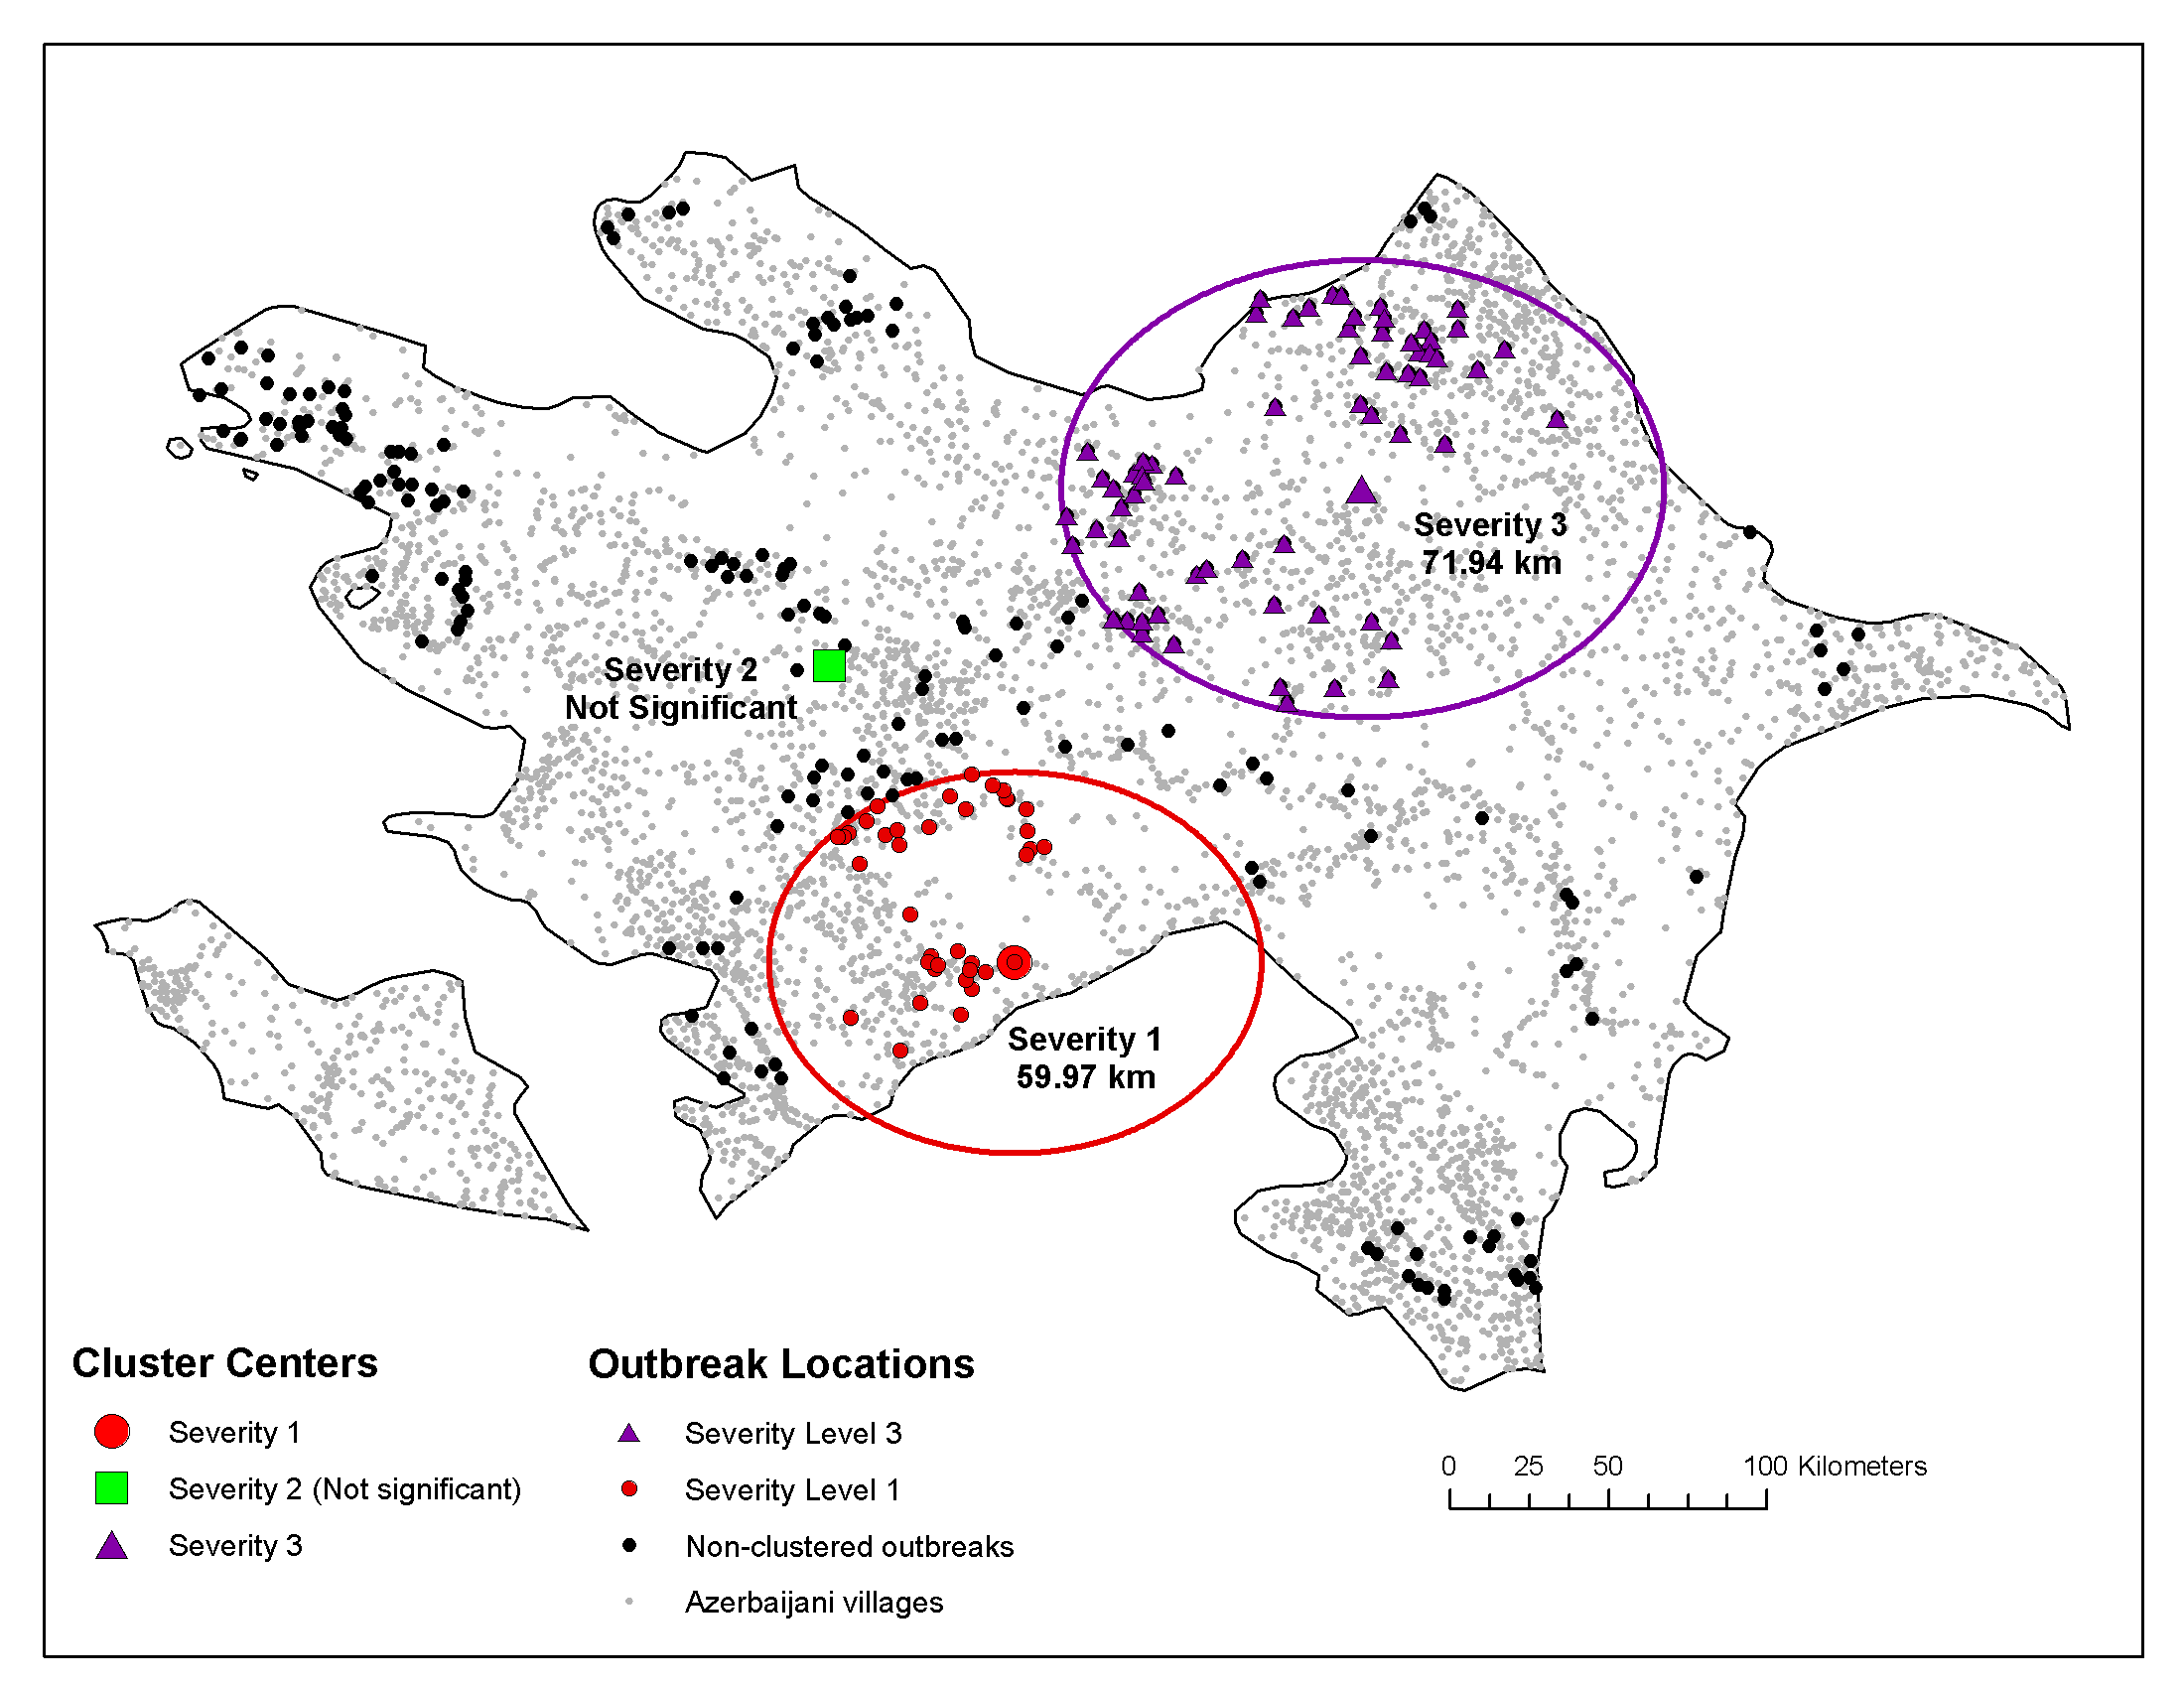 Severity 3
71.94 km
Severity 2
Not Significant
Severity 1
59.97 km
Cluster Centers
Severity 1
Severity 2 (Not significant)
Severity 3
Outbreak Locations
Severity Level 3
Severity Level 1
Non-clustered outbreaks
Azerbaijani villages
0 25 50 100 Kilometers